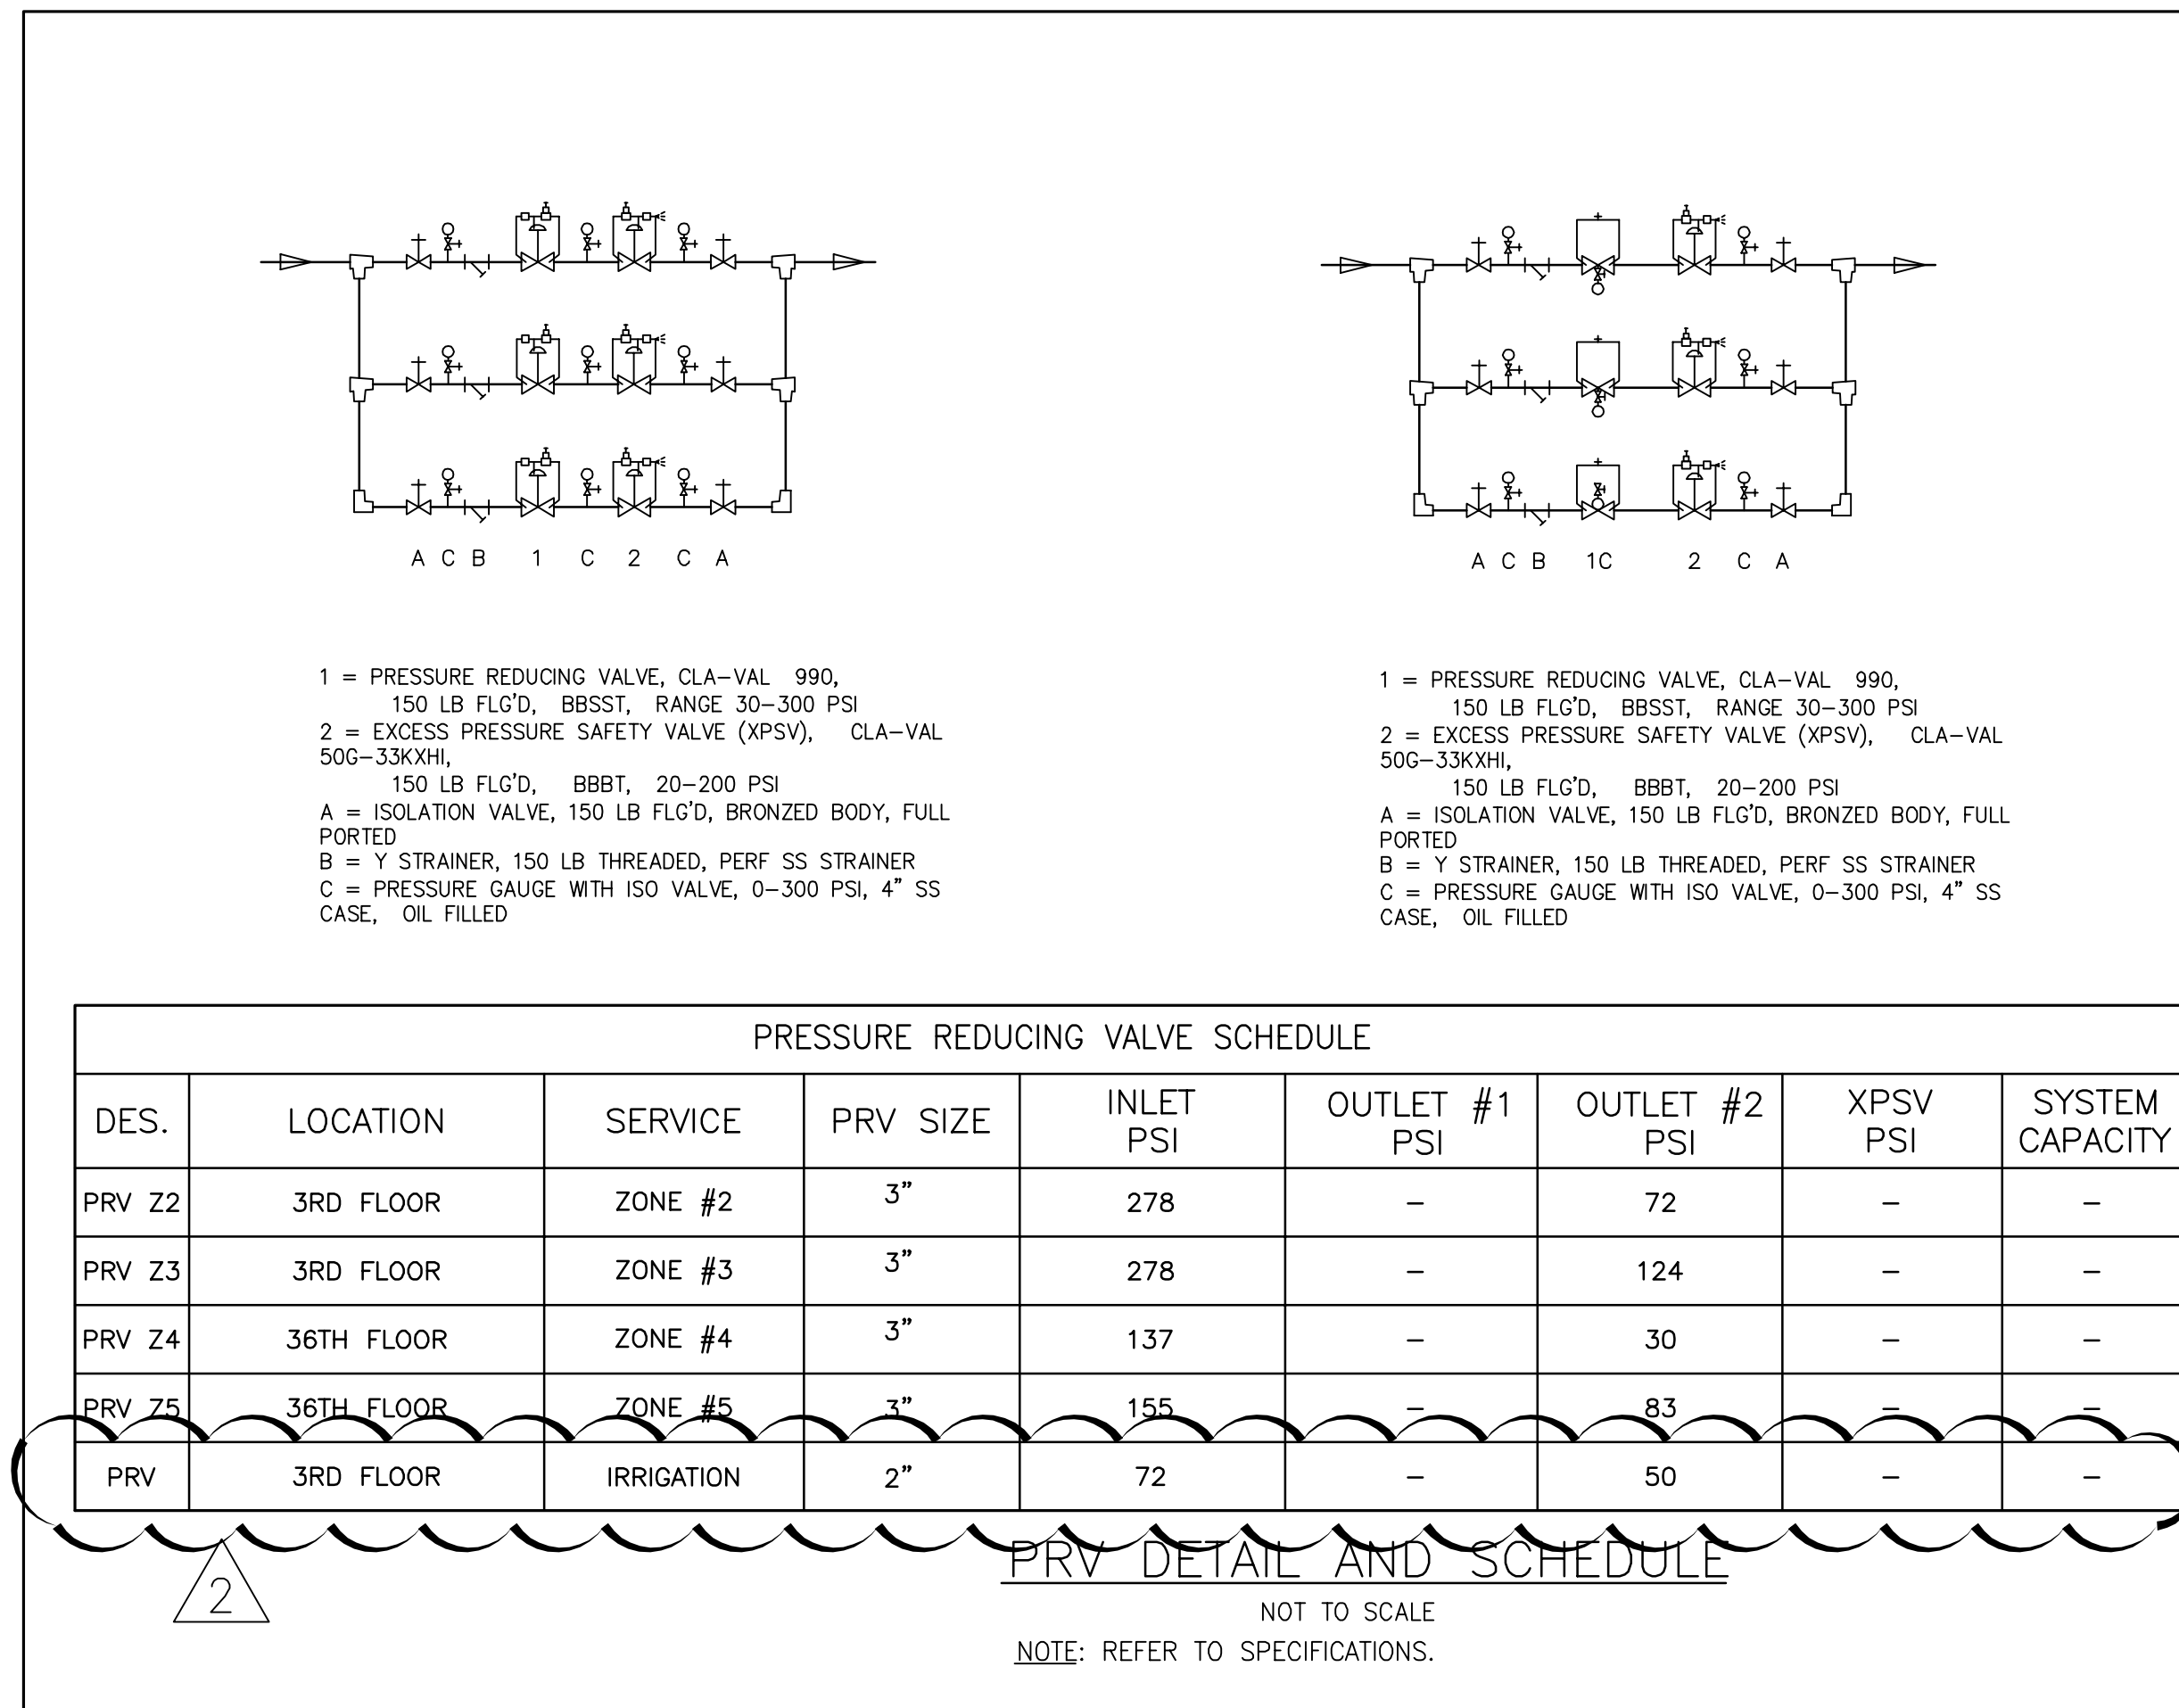 A C B 1 C 2 C A
A C B 1C 2 C A
1 = PRESSURE REDUCING VALVE, CLA-VAL 990,
150 LB FLG'D, BBSST, RANGE 30-300 PSI
2 = EXCESS PRESSURE SAFETY VALVE (XPSV), CLA-VAL
50G-33KXHI,
150 LB FLG'D, BBBT, 20-200 PSI
A = ISOLATION VALVE, 150 LB FLG'D, BRONZED BODY, FULL
PORTED
B = Y STRAINER, 150 LB THREADED, PERF SS STRAINER
C = PRESSURE GAUGE WITH ISO VALVE, 0-300 PSI, 4" SS
CASE, OIL FILLED
1 = PRESSURE REDUCING VALVE, CLA-VAL 990,
150 LB FLG'D, BBSST, RANGE 30-300 PSI
2 = EXCESS PRESSURE SAFETY VALVE (XPSV), CLA-VAL
50G-33KXHI,
150 LB FLG'D, BBBT, 20-200 PSI
A = ISOLATION VALVE, 150 LB FLG'D, BRONZED BODY, FULL
PORTED
B = Y STRAINER, 150 LB THREADED, PERF SS STRAINER
C = PRESSURE GAUGE WITH ISO VALVE, 0-300 PSI, 4" SS
CASE, OIL FILLED
PRESSURE REDUCING VALVE SCHEDULE
DES. LOCATION SERVICE PRV SIZE INLET PSI OUTLET #1 PSI OUTLET #2 PSI XPSV PSI SYSTEM CAPACITY
PRV Z2 3RD FLOOR ZONE #2 3" 278 - 72 - -
PRV Z3 3RD FLOOR ZONE #3 3" 278 - 124 - -
PRV Z4 36TH FLOOR ZONE #4 3" 137 - 30 - -
PRV Z5 36TH FLOOR ZONE #5 3" 155 - 83 - -
PRV 3RD FLOOR IRRIGATION 2" 72 - 50 - -
2
PRV DETAIL AND SCHEDULE
NOT TO SCALE
NOTE: REFER TO SPECIFICATIONS.